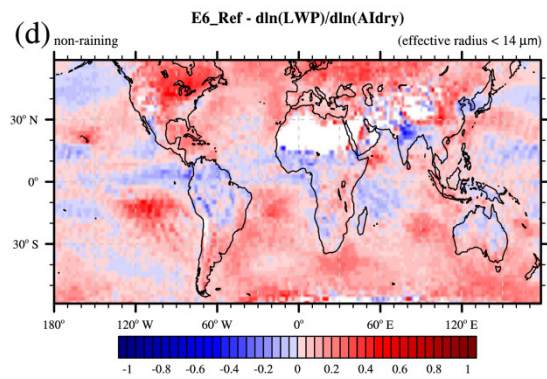 E6_Ref - dln(LWP)/dln(AIdry)
(d) non-raining (effective radius < 14 μm)
30° N
0°
30° S
180° 120° W 60° W 0° 60° E 120° E
-1 -0.8 -0.6 -0.4 -0.2 0 0.2 0.4 0.6 0.8 1